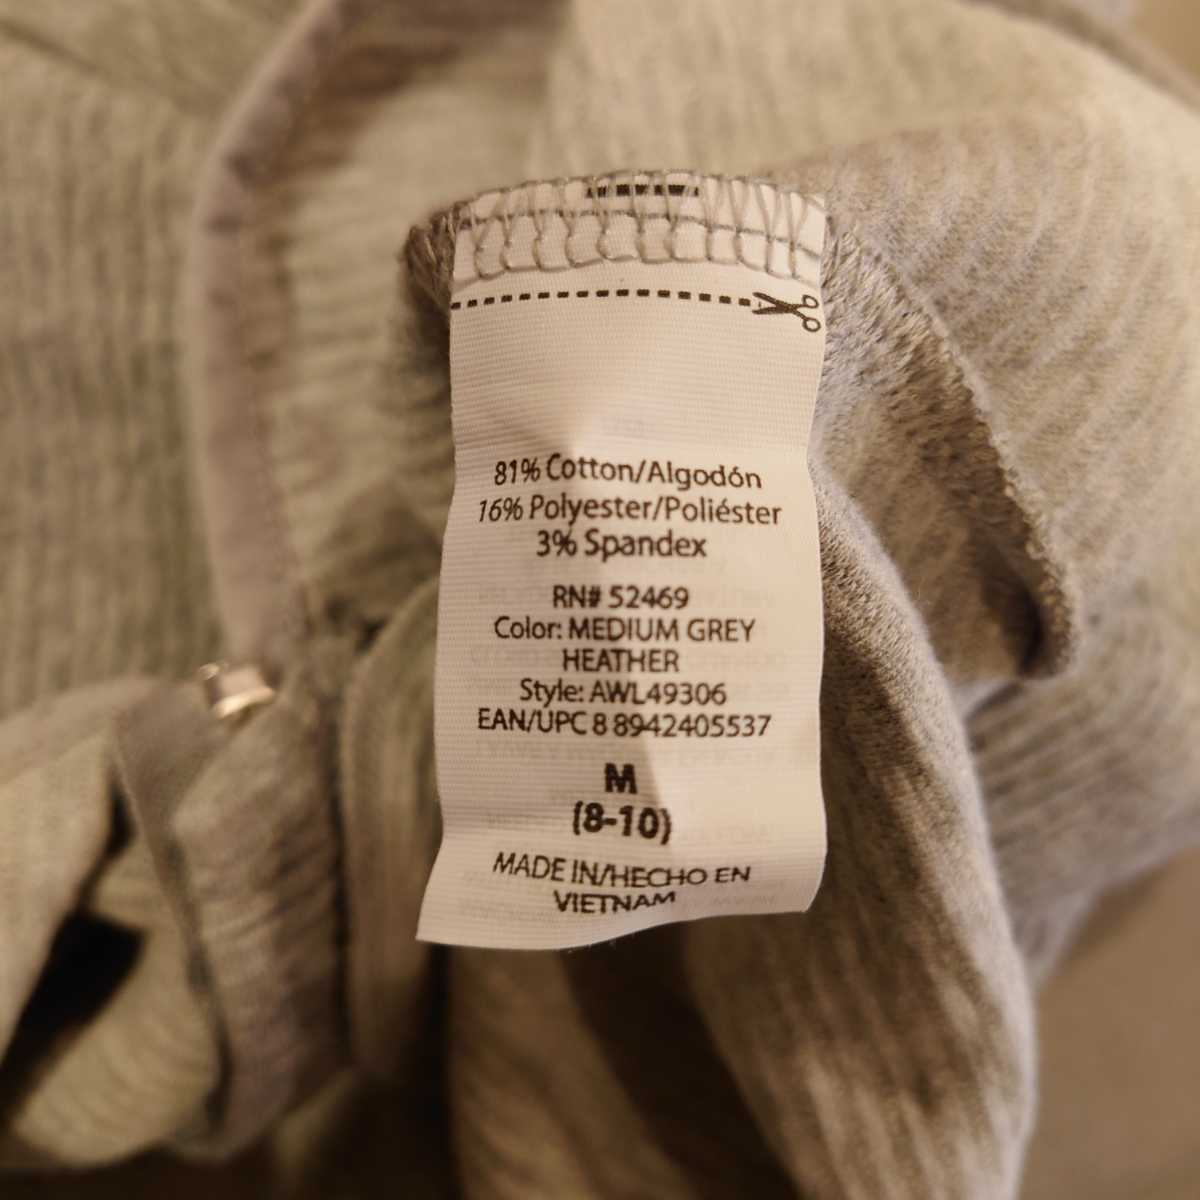 81% Cotton/Algodón
16% Polyester/Poliéster
3% Spandex
RN# 52469
Color: MEDIUM GREY
HEATHER
Style: AWL49306
EAN/UPC 8 8942405537
M
(8-10)
MADE IN/HECHO EN
VIETNAM